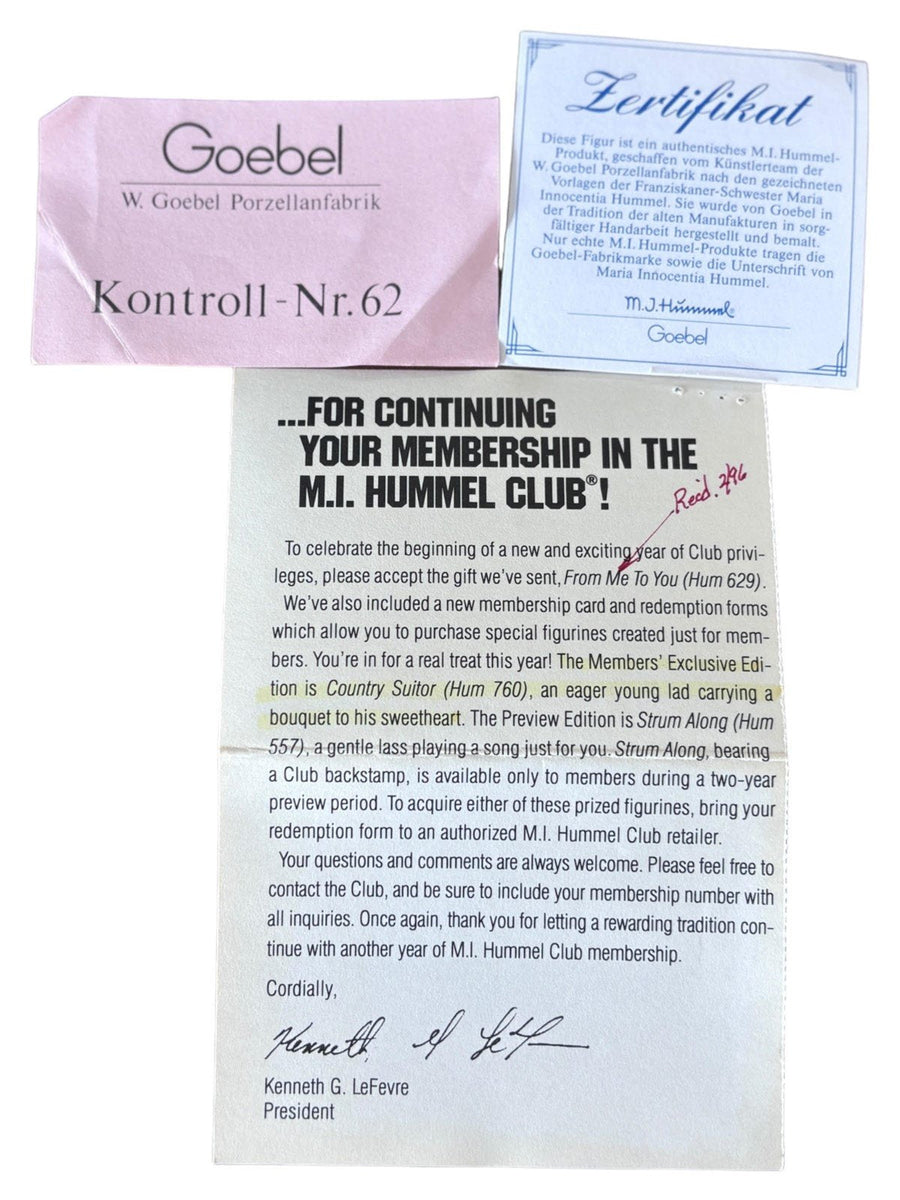 Goebel
W. Goebel Porzellanfabrik
Kontroll-Nr. 62
Zertifikat
Diese Figur ist ein authentisches M.I. Hummel-
Produkt, geschaffen vom Künstlerteam der
W. Goebel Porzellanfabrik nach den gezeichneten
Vorlagen der Franziskaner-Schwester Maria
Innocentia Hummel. Sie wurde von Goebel in
der Tradition der alten Manufakturen in sorg-
fältiger Handarbeit hergestellt und bemalt.
Nur echte M.I. Hummel-Produkte tragen die
Goebel-Fabrikmarke sowie die Unterschrift von
Maria Innocentia Hummel.
M.J. Hummel®
Goebel
...FOR CONTINUING
YOUR MEMBERSHIP IN THE
M.I. HUMMEL CLUB®!
Rec'd. 2/96
To celebrate the beginning of a new and exciting year of Club privi-
leges, please accept the gift we've sent, From Me To You (Hum 629).
We've also included a new membership card and redemption forms
which allow you to purchase special figurines created just for mem-
bers. You're in for a real treat this year! The Members' Exclusive Edi-
tion is Country Suitor (Hum 760), an eager young lad carrying a
bouquet to his sweetheart. The Preview Edition is Strum Along (Hum
557), a gentle lass playing a song just for you. Strum Along, bearing
a Club backstamp, is available only to members during a two-year
preview period. To acquire either of these prized figurines, bring your
redemption form to an authorized M.I. Hummel Club retailer.
Your questions and comments are always welcome. Please feel free to
contact the Club, and be sure to include your membership number with
all inquiries. Once again, thank you for letting a rewarding tradition con-
tinue with another year of M.I. Hummel Club membership.
Cordially,
Kenneth G LeF
Kenneth G. LeFevre
President